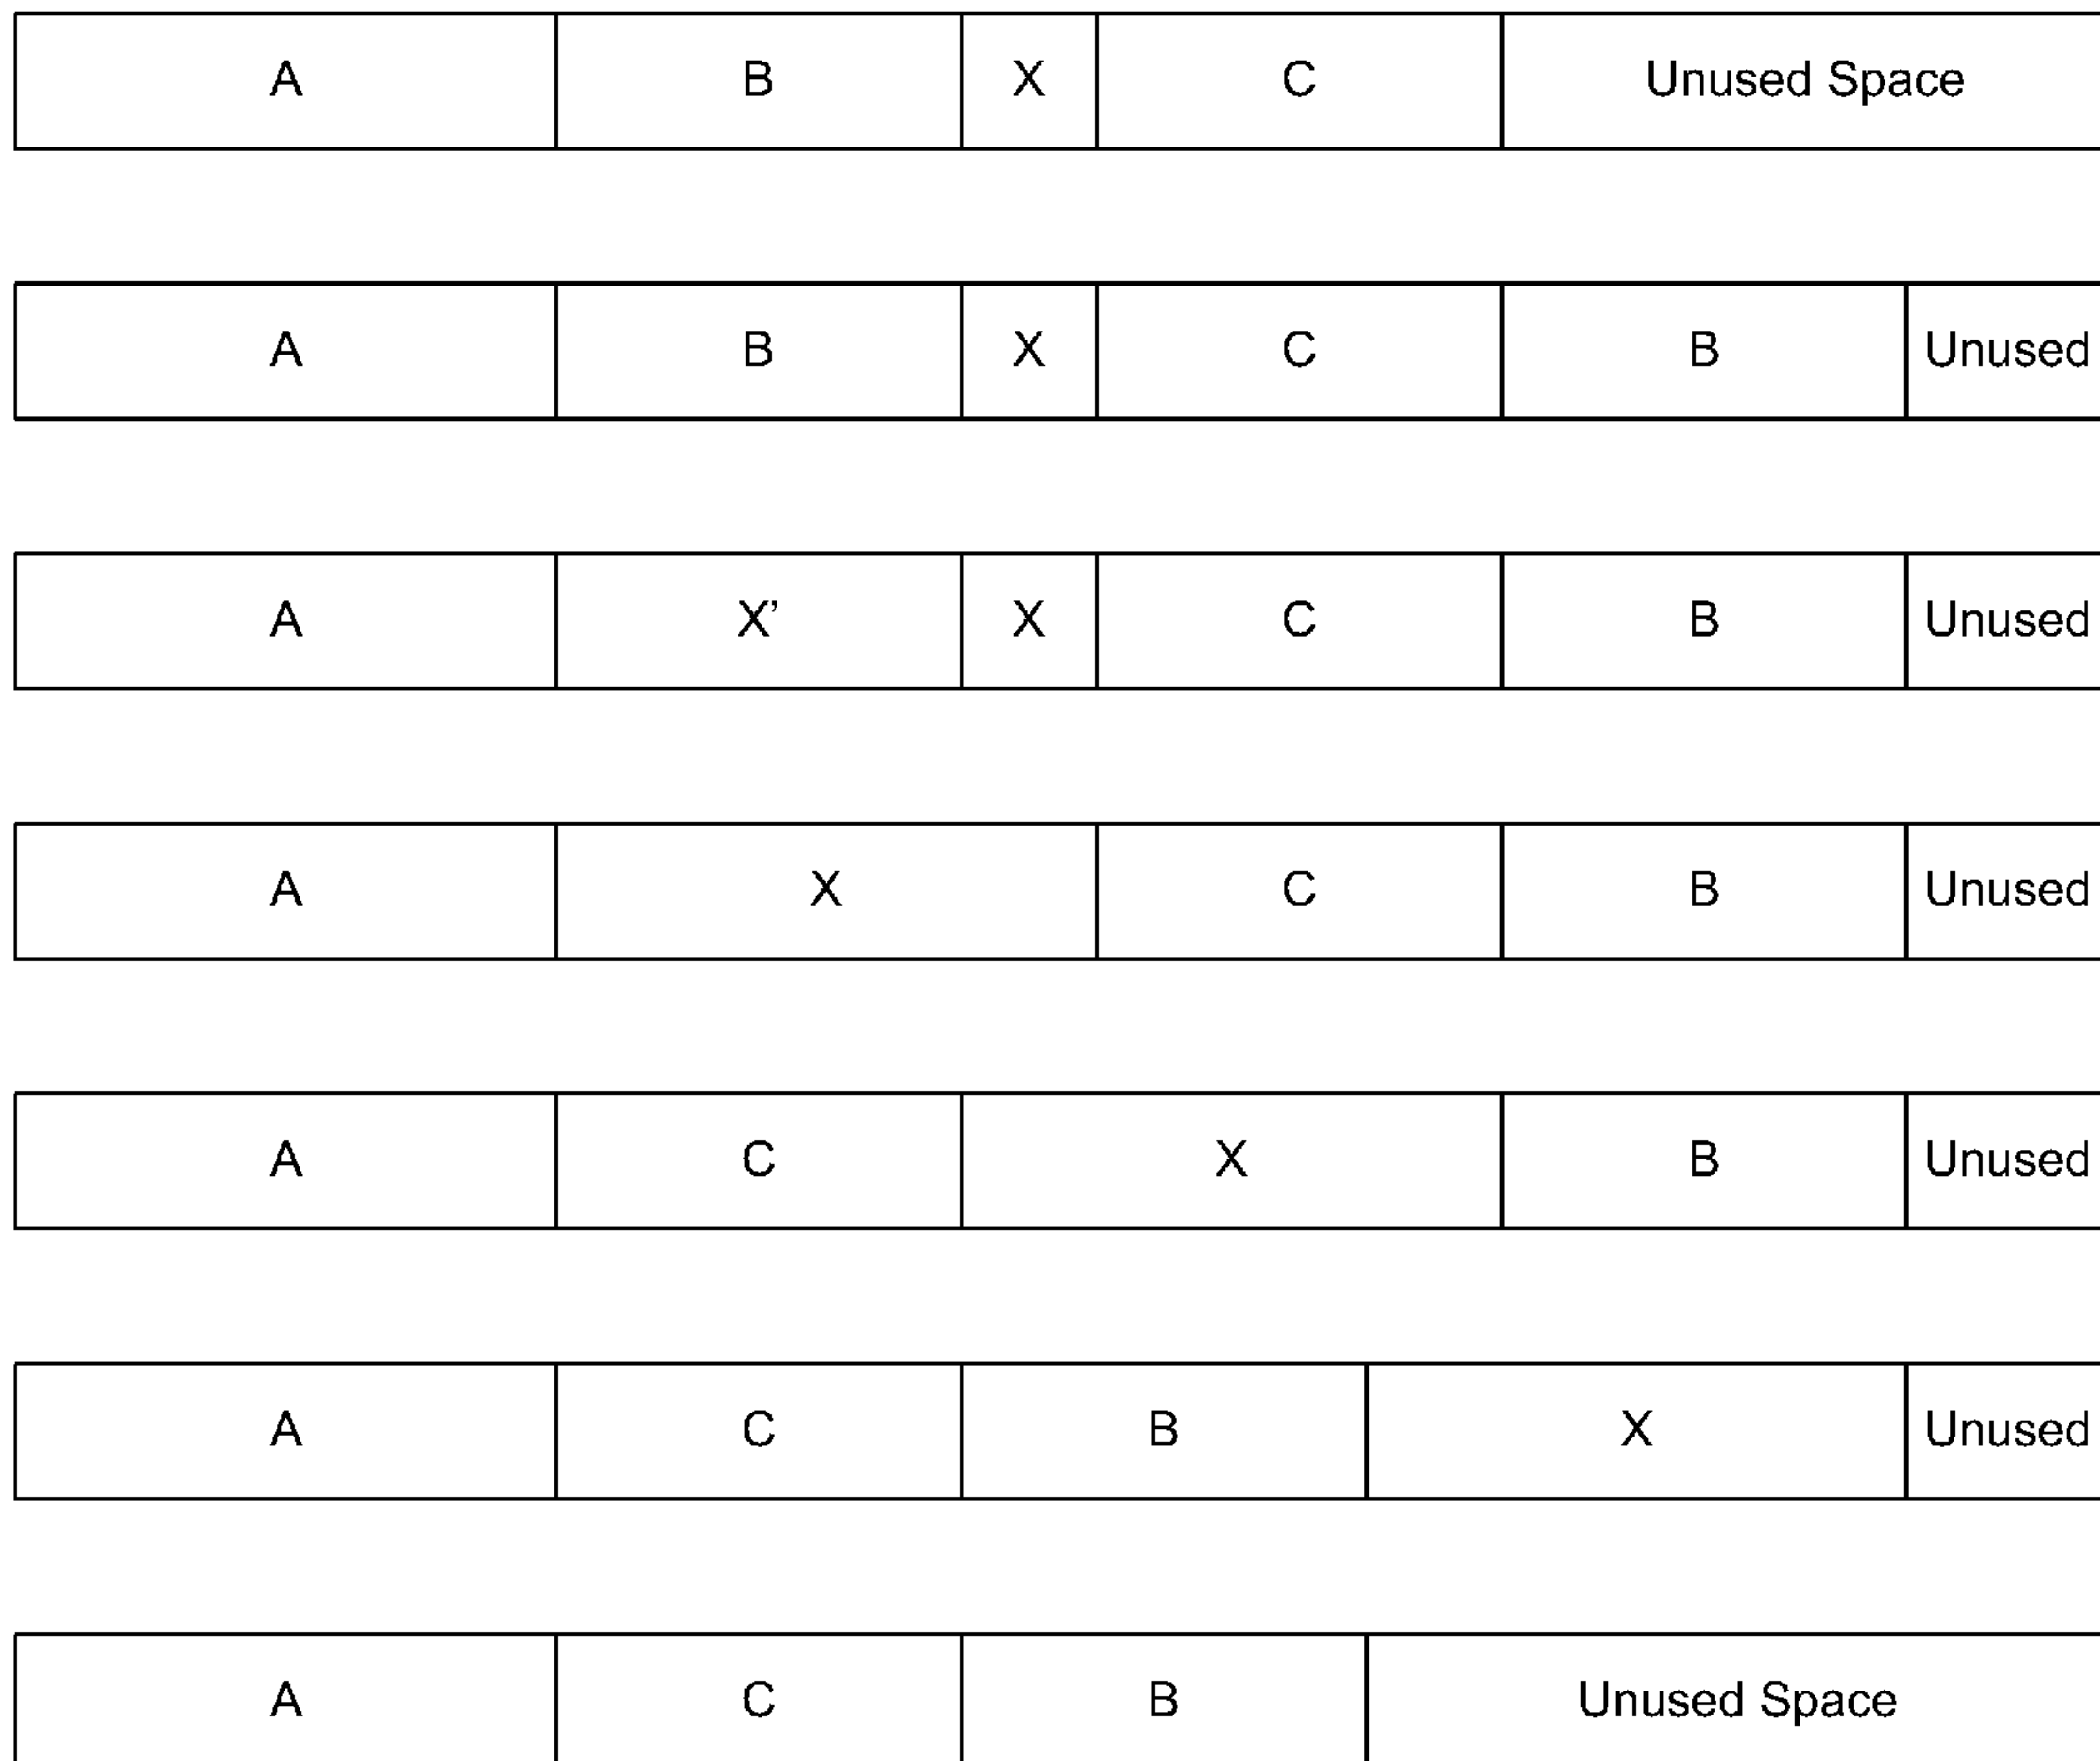 A B X C Unused Space
A B X C B Unused
A X’ X C B Unused
A X C B Unused
A C X B Unused
A C B X Unused
A C B Unused Space